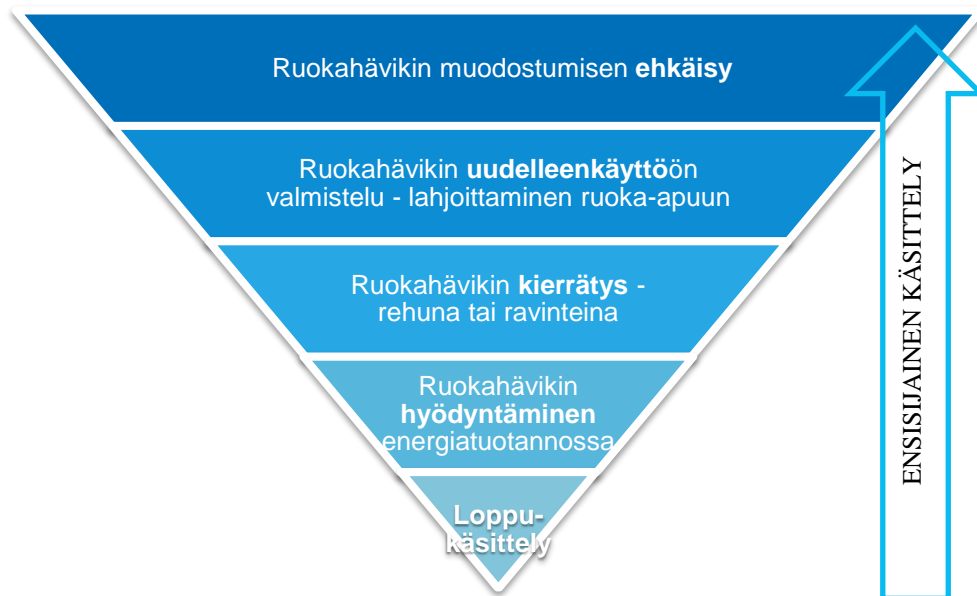 Ruokahävikin muodostumisen ehkäisy
Ruokahävikin uudelleenkäyttöön
valmistelu - lahjoittaminen ruoka-apuun
Ruokahävikin kierrätys -
rehuna tai ravinteina
Ruokahävikin
hyödyntäminen
energiatuotannossa
Loppu-
käsittely
ENSISIJAINEN KÄSITTELY